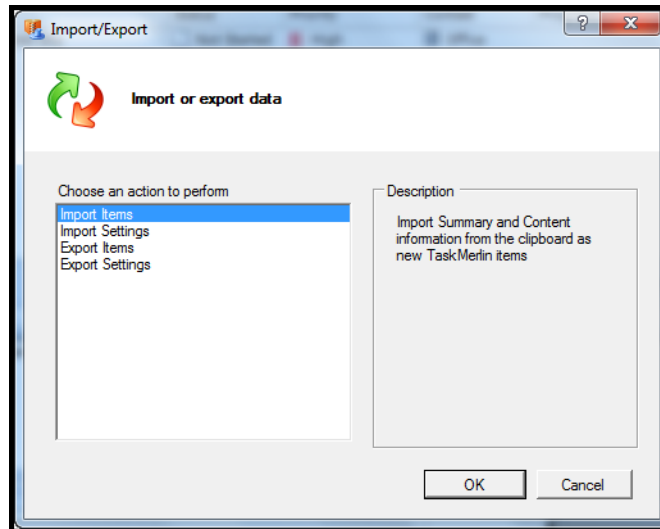 Import/Export
Import or export data
Choose an action to perform
Import Items
Import Settings
Export Items
Export Settings
Description
Import Summary and Content
information from the clipboard as
new TaskMerlin items
OK
Cancel